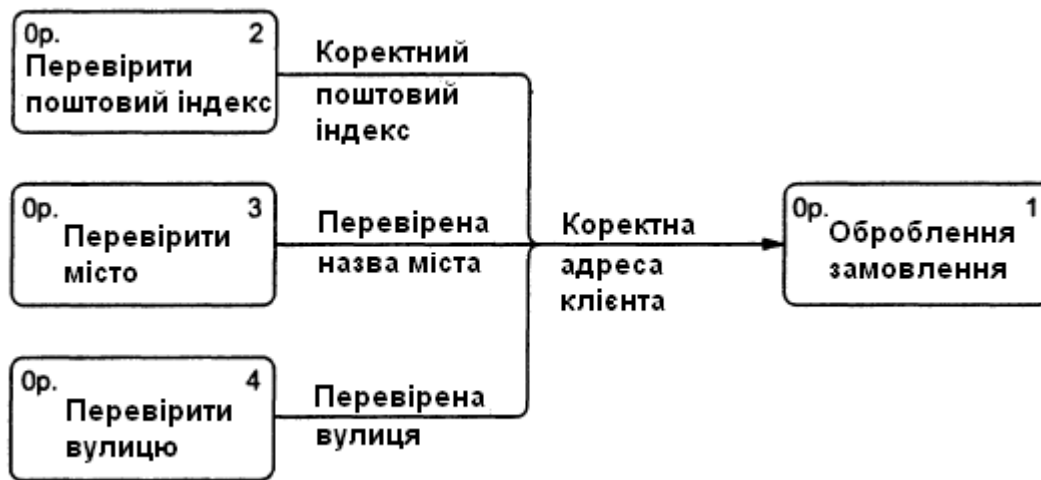 0р. 2
Перевірити
поштовий індекс
Коректний
поштовий
індекс
0р. 3
Перевірити
місто
Перевірена
назва міста
Коректна
адреса
клієнта
0р. 1
Оброблення
замовлення
0р. 4
Перевірити
вулицю
Перевірена
вулиця